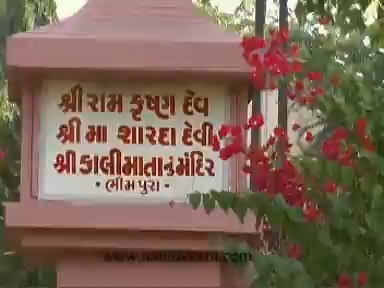 શ્રી રામ કૃષ્ણ દેવ
શ્રી મા શારદા દેવી
શ્રી કાલી માતાનું મંદિર
• ભીમપુરા •